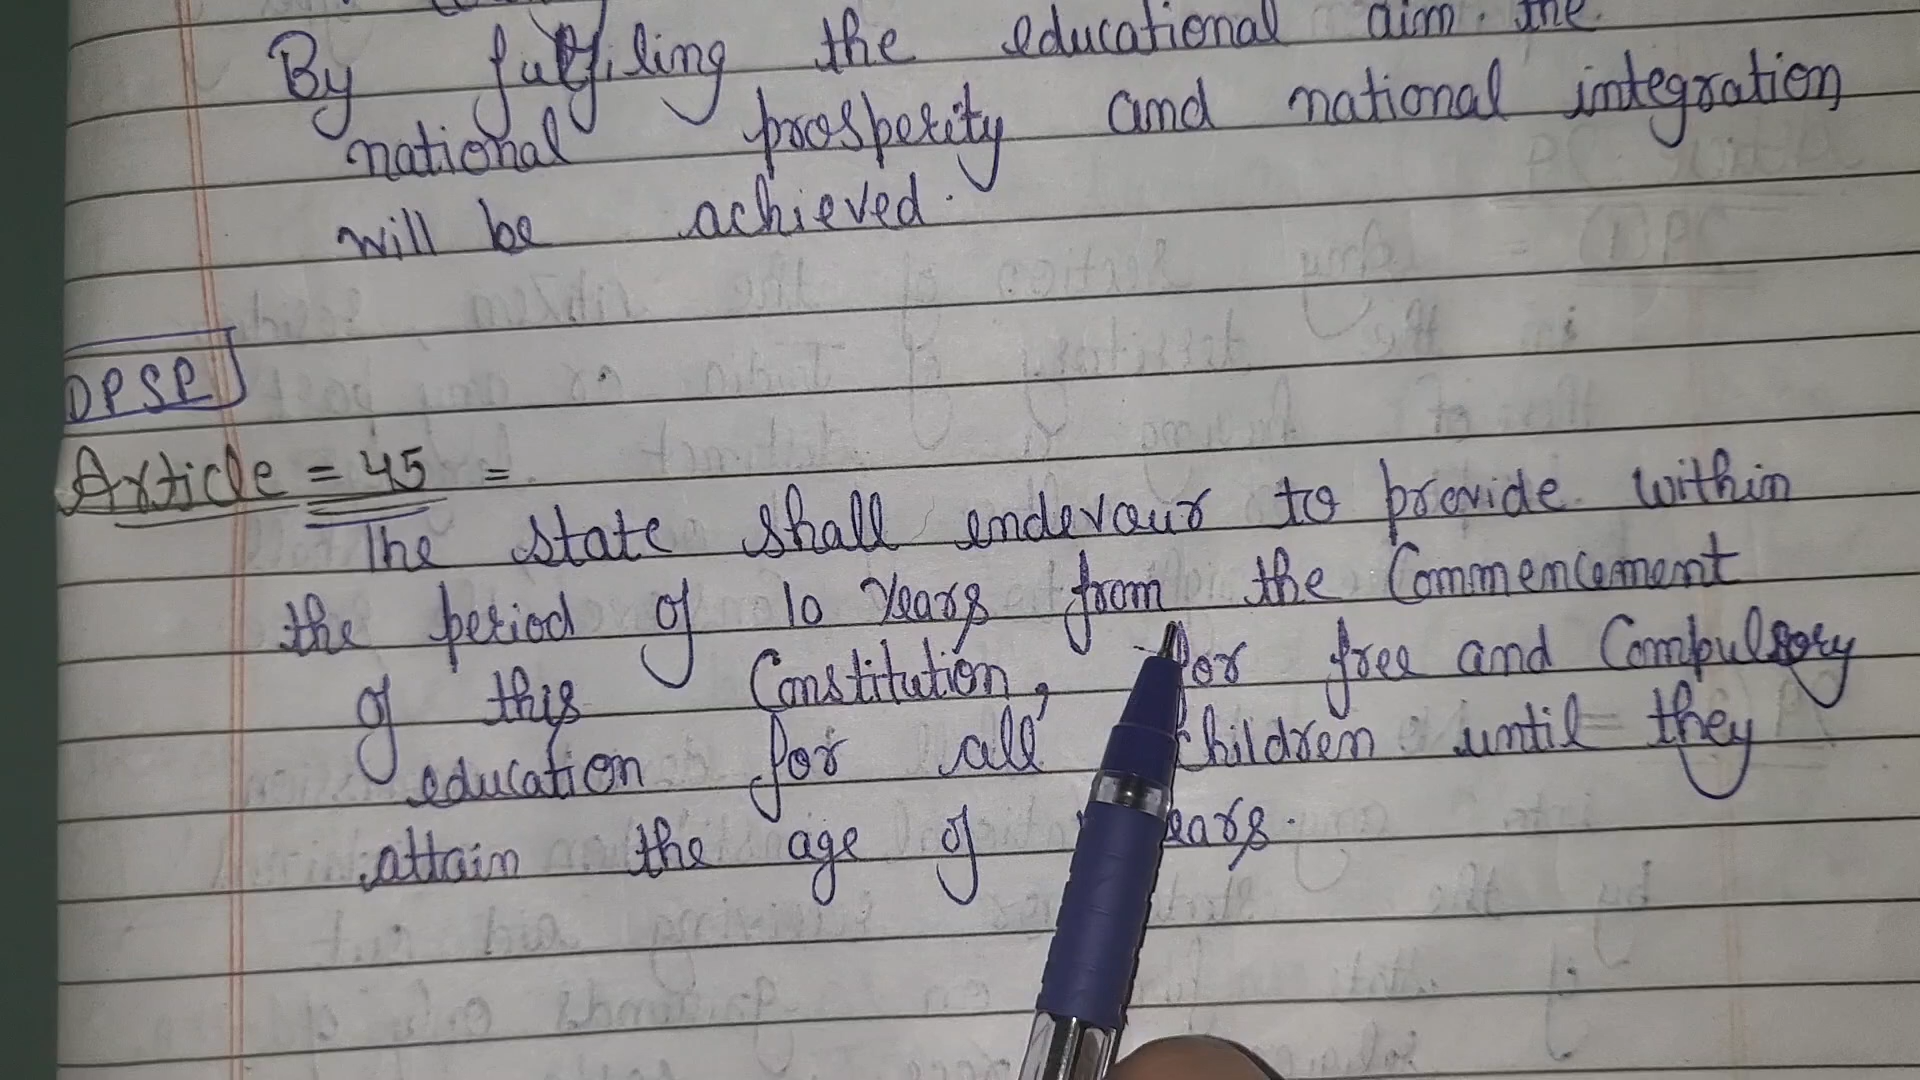 By fulfiling the educational aim. the
national prosperity and national integration
will be achieved.
DPSP
Article = 45 =
The state shall endevour to provide within
the period of 10 Years from the Commencement
of this Constitution, for free and Compulsory
education for all children until they
attain the age of